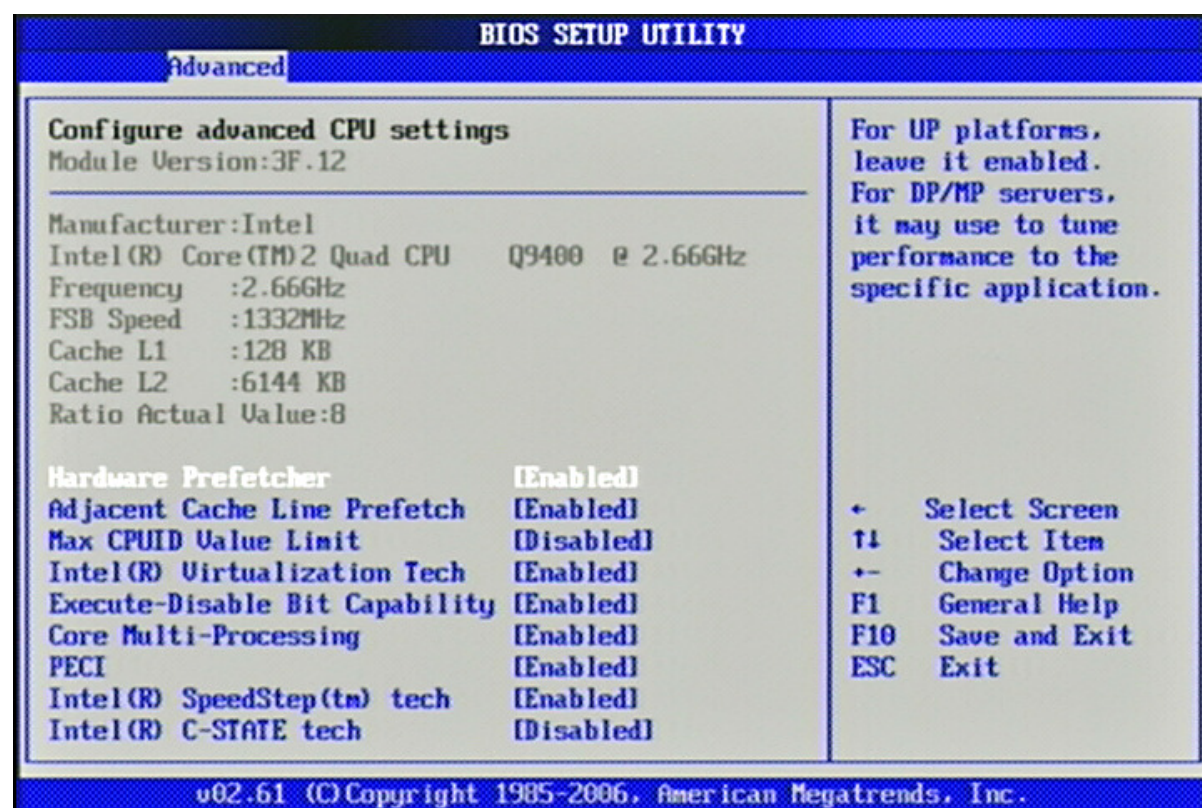 BIOS SETUP UTILITY
Advanced
Configure advanced CPU settings
Module Version:3F.12
Manufacturer:Intel
Intel(R) Core(TM)2 Quad CPU Q9400 @ 2.66GHz
Frequency :2.66GHz
FSB Speed :1332MHz
Cache L1 :128 KB
Cache L2 :6144 KB
Ratio Actual Value:8
Hardware Prefetcher [Enabled]
Adjacent Cache Line Prefetch [Enabled]
Max CPUID Value Limit [Disabled]
Intel(R) Virtualization Tech [Enabled]
Execute-Disable Bit Capability [Enabled]
Core Multi-Processing [Enabled]
PECI [Enabled]
Intel(R) SpeedStep(tm) tech [Enabled]
Intel(R) C-STATE tech [Disabled]
For UP platforms,
leave it enabled.
For DP/MP servers,
it may use to tune
performance to the
specific application.
← Select Screen
↑↓ Select Item
+- Change Option
F1 General Help
F10 Save and Exit
ESC Exit
v02.61 (C)Copyright 1985-2006, American Megatrends, Inc.